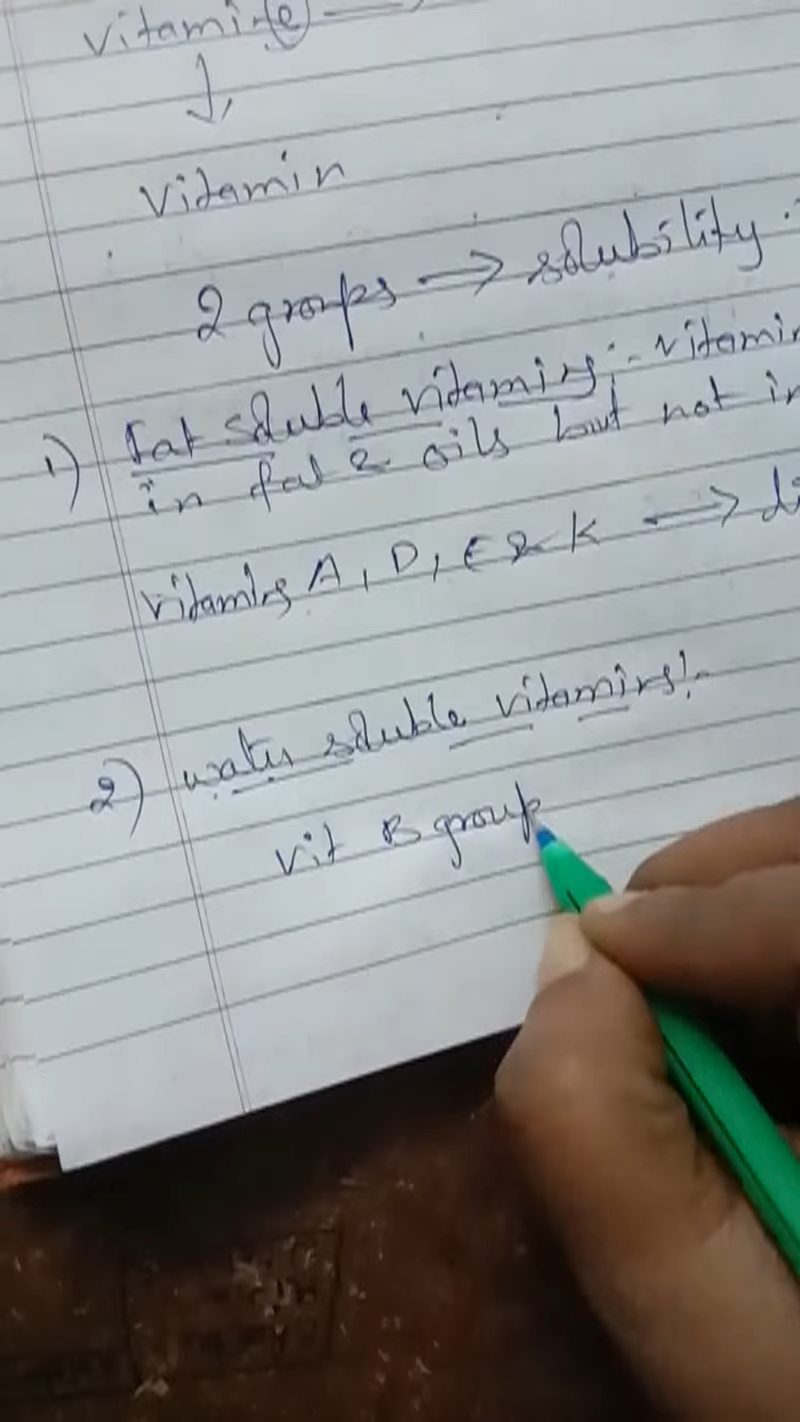 Vitamin(e) →
↓
Vitamin
2 groups → solubility :-
1) Fat soluble vitamins :- vitamin
in fat & oils but not in
Vitamins A, D, E & K →
2) water soluble vitamins :-
vit B group